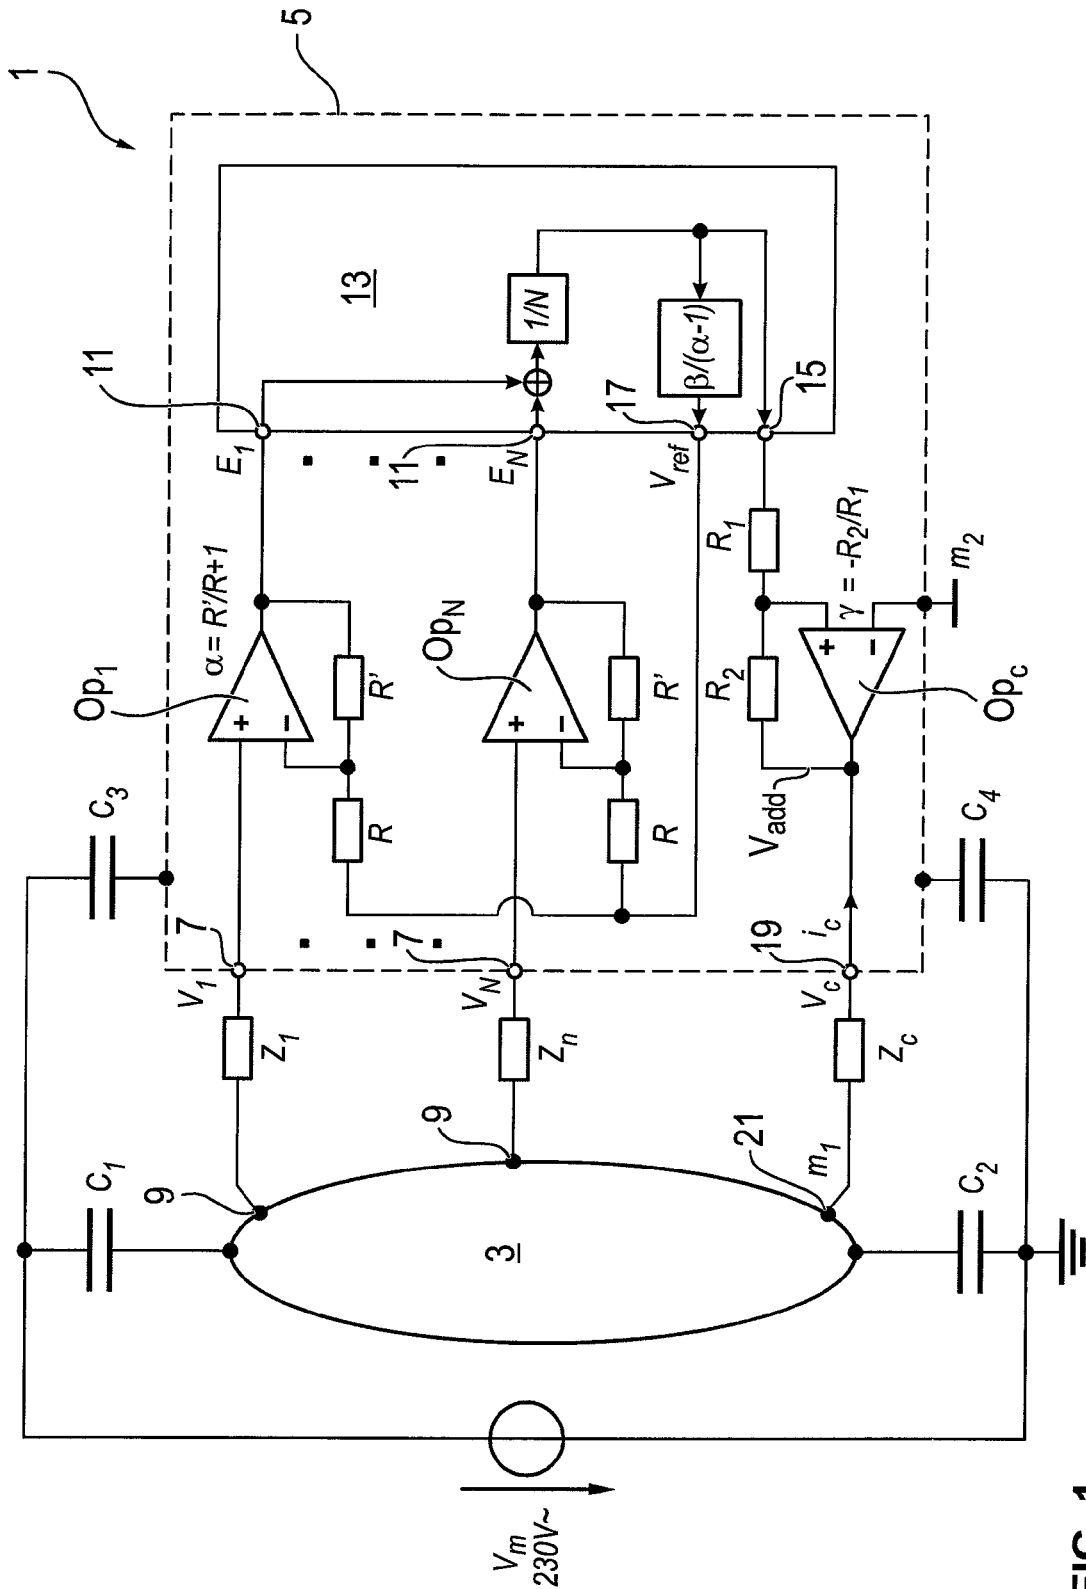 1
5
11
E1
13
1/N
β/(α-1)
11
EN
17
Vref
15
α = R'/R+1
Op1
R'
R
OpN
R'
R
R1
R2
γ = -R2/R1
m2
Opc
Vadd
C3
C4
7
V1
7
VN
19
ic
Vc
Z1
Zn
Zc
C1
9
9
21
m1
C2
3
Vm
230V~
FIG. 1
+
-
+
-
+
-